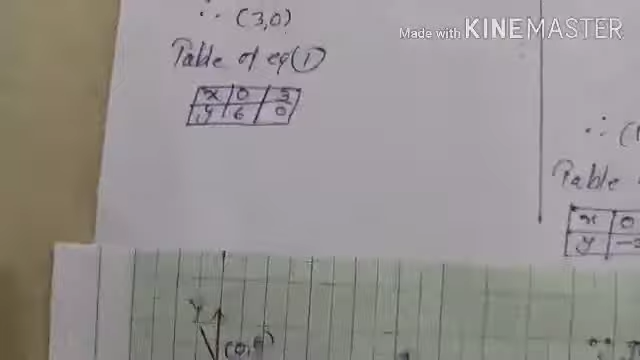 ∴ (3,0)
Made with KINEMASTER
Table of eq(1)
x 0 3
y 6 0
∴ (
Table
x 0
y -
Y
(0,6)